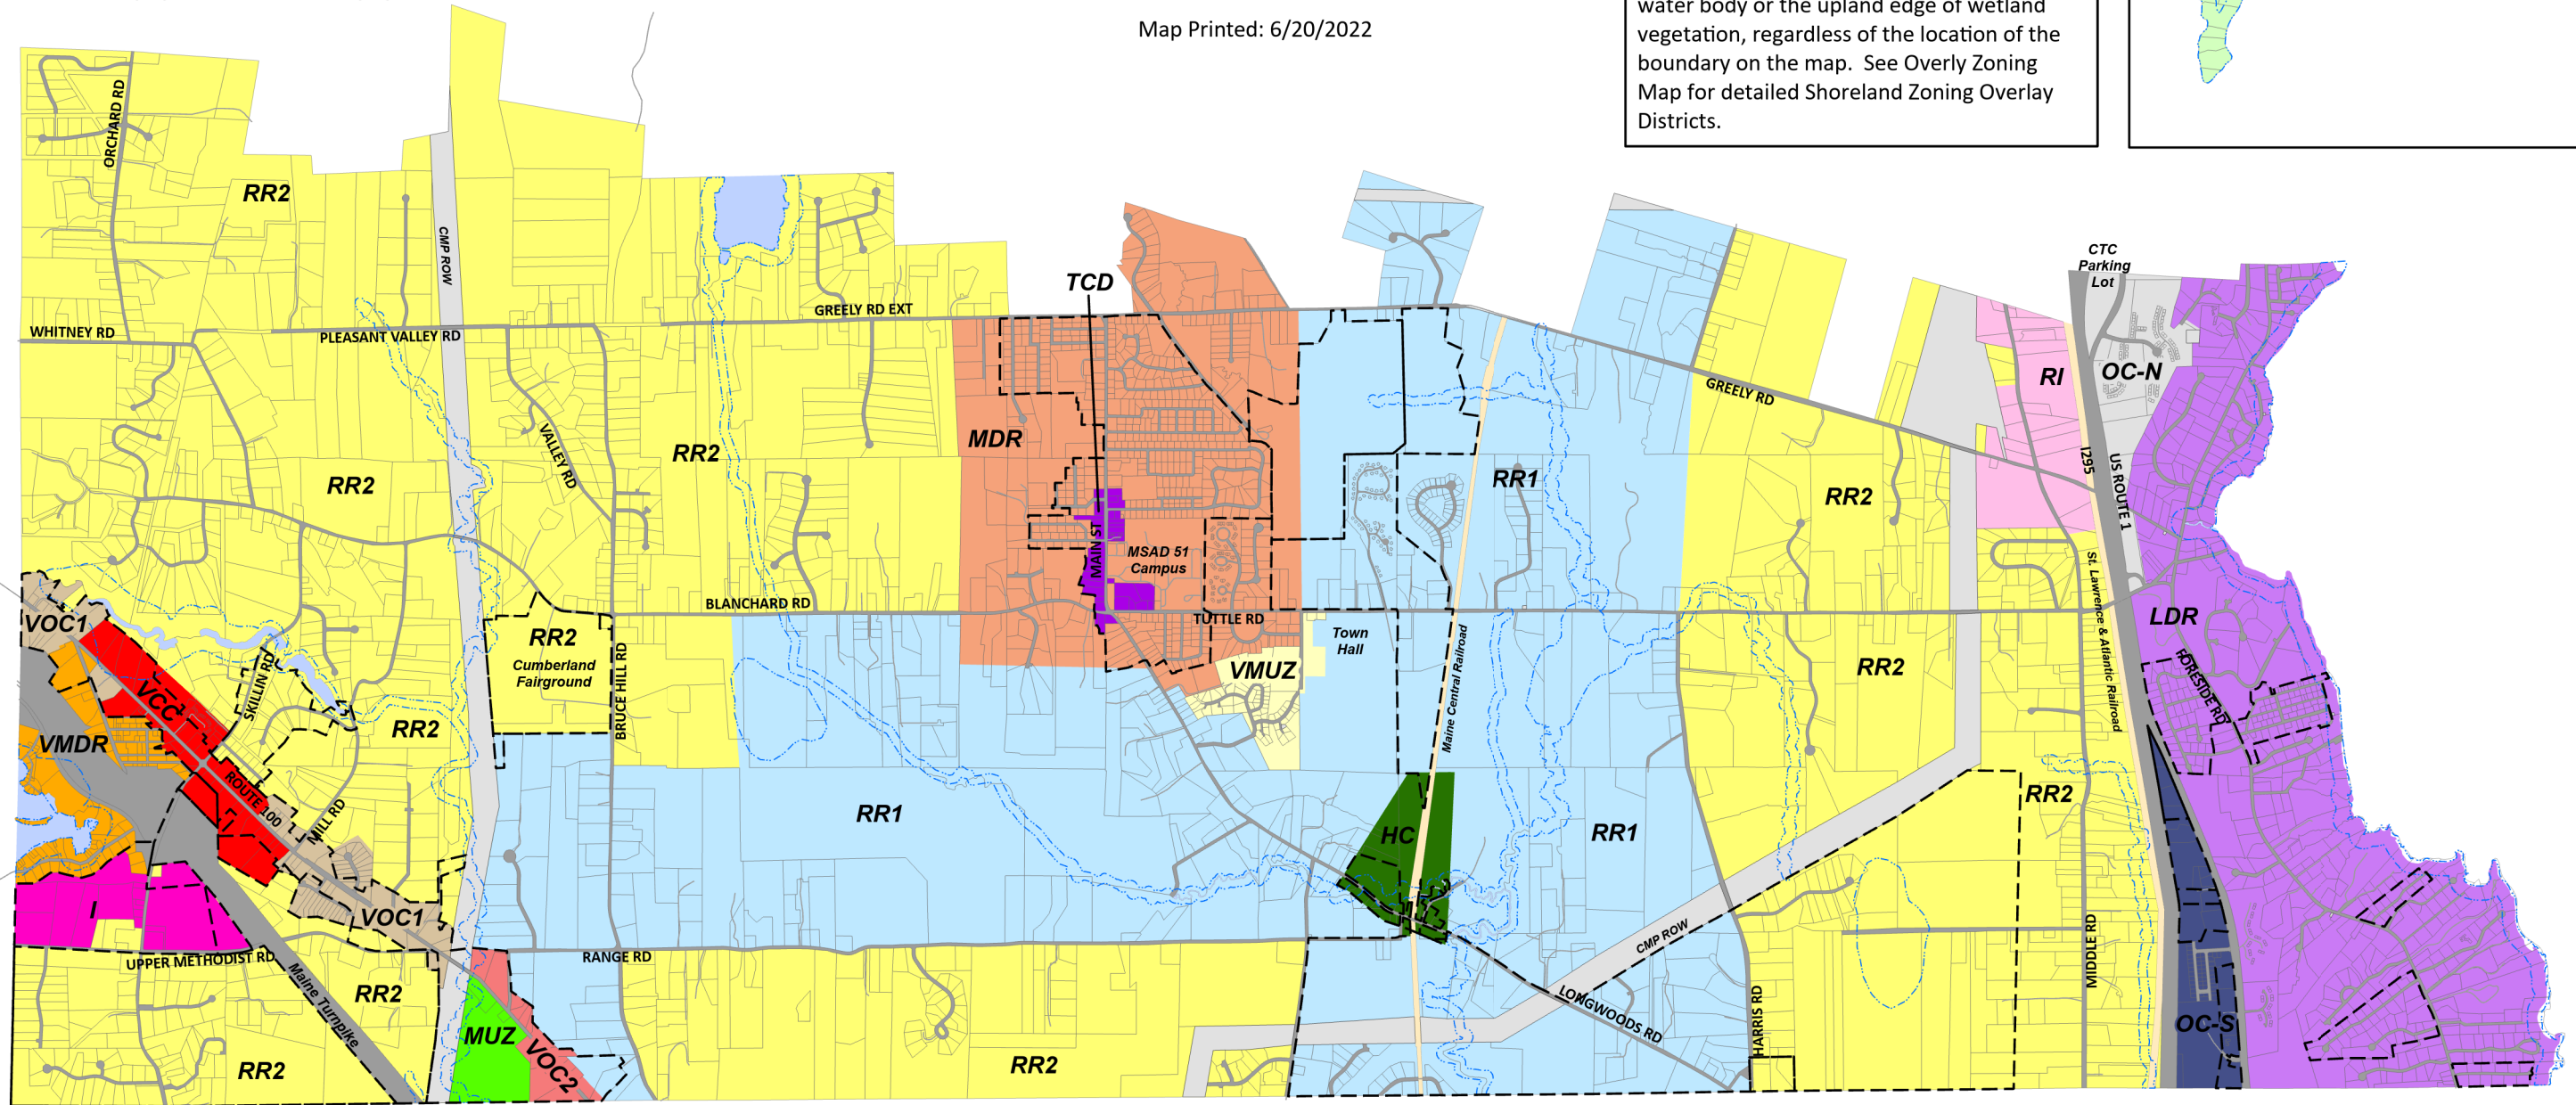 water body or the upland edge of wetland
vegetation, regardless of the location of the
boundary on the map. See Overly Zoning
Map for detailed Shoreland Zoning Overlay
Districts.
Map Printed: 6/20/2022
ORCHARD RD
RR2
CMP ROW
TCD
CTC
Parking
Lot
WHITNEY RD
PLEASANT VALLEY RD
GREELY RD EXT
RI
OC-N
GREELY RD
VALLEY RD
RR2
MDR
RR2
RR1
RR2
I295
US ROUTE 1
MAIN ST
MSAD 51
Campus
BLANCHARD RD
TUTTLE RD
St. Lawrence & Atlantic Railroad
VOC1
RR2
Cumberland
Fairground
BRUCE HILL RD
Town
Hall
VMUZ
Maine Central Railroad
RR2
LDR
FORESIDE RD
VCC
SKILLIN RD
RR2
VMDR
ROUTE 100
MILL RD
RR1
HC
RR1
RR2
VOC1
UPPER METHODIST RD
RANGE RD
CMP ROW
MIDDLE RD
Maine Turnpike
RR2
LONGWOODS RD
HARRIS RD
MUZ
VOC2
OC-S
RR2
RR2